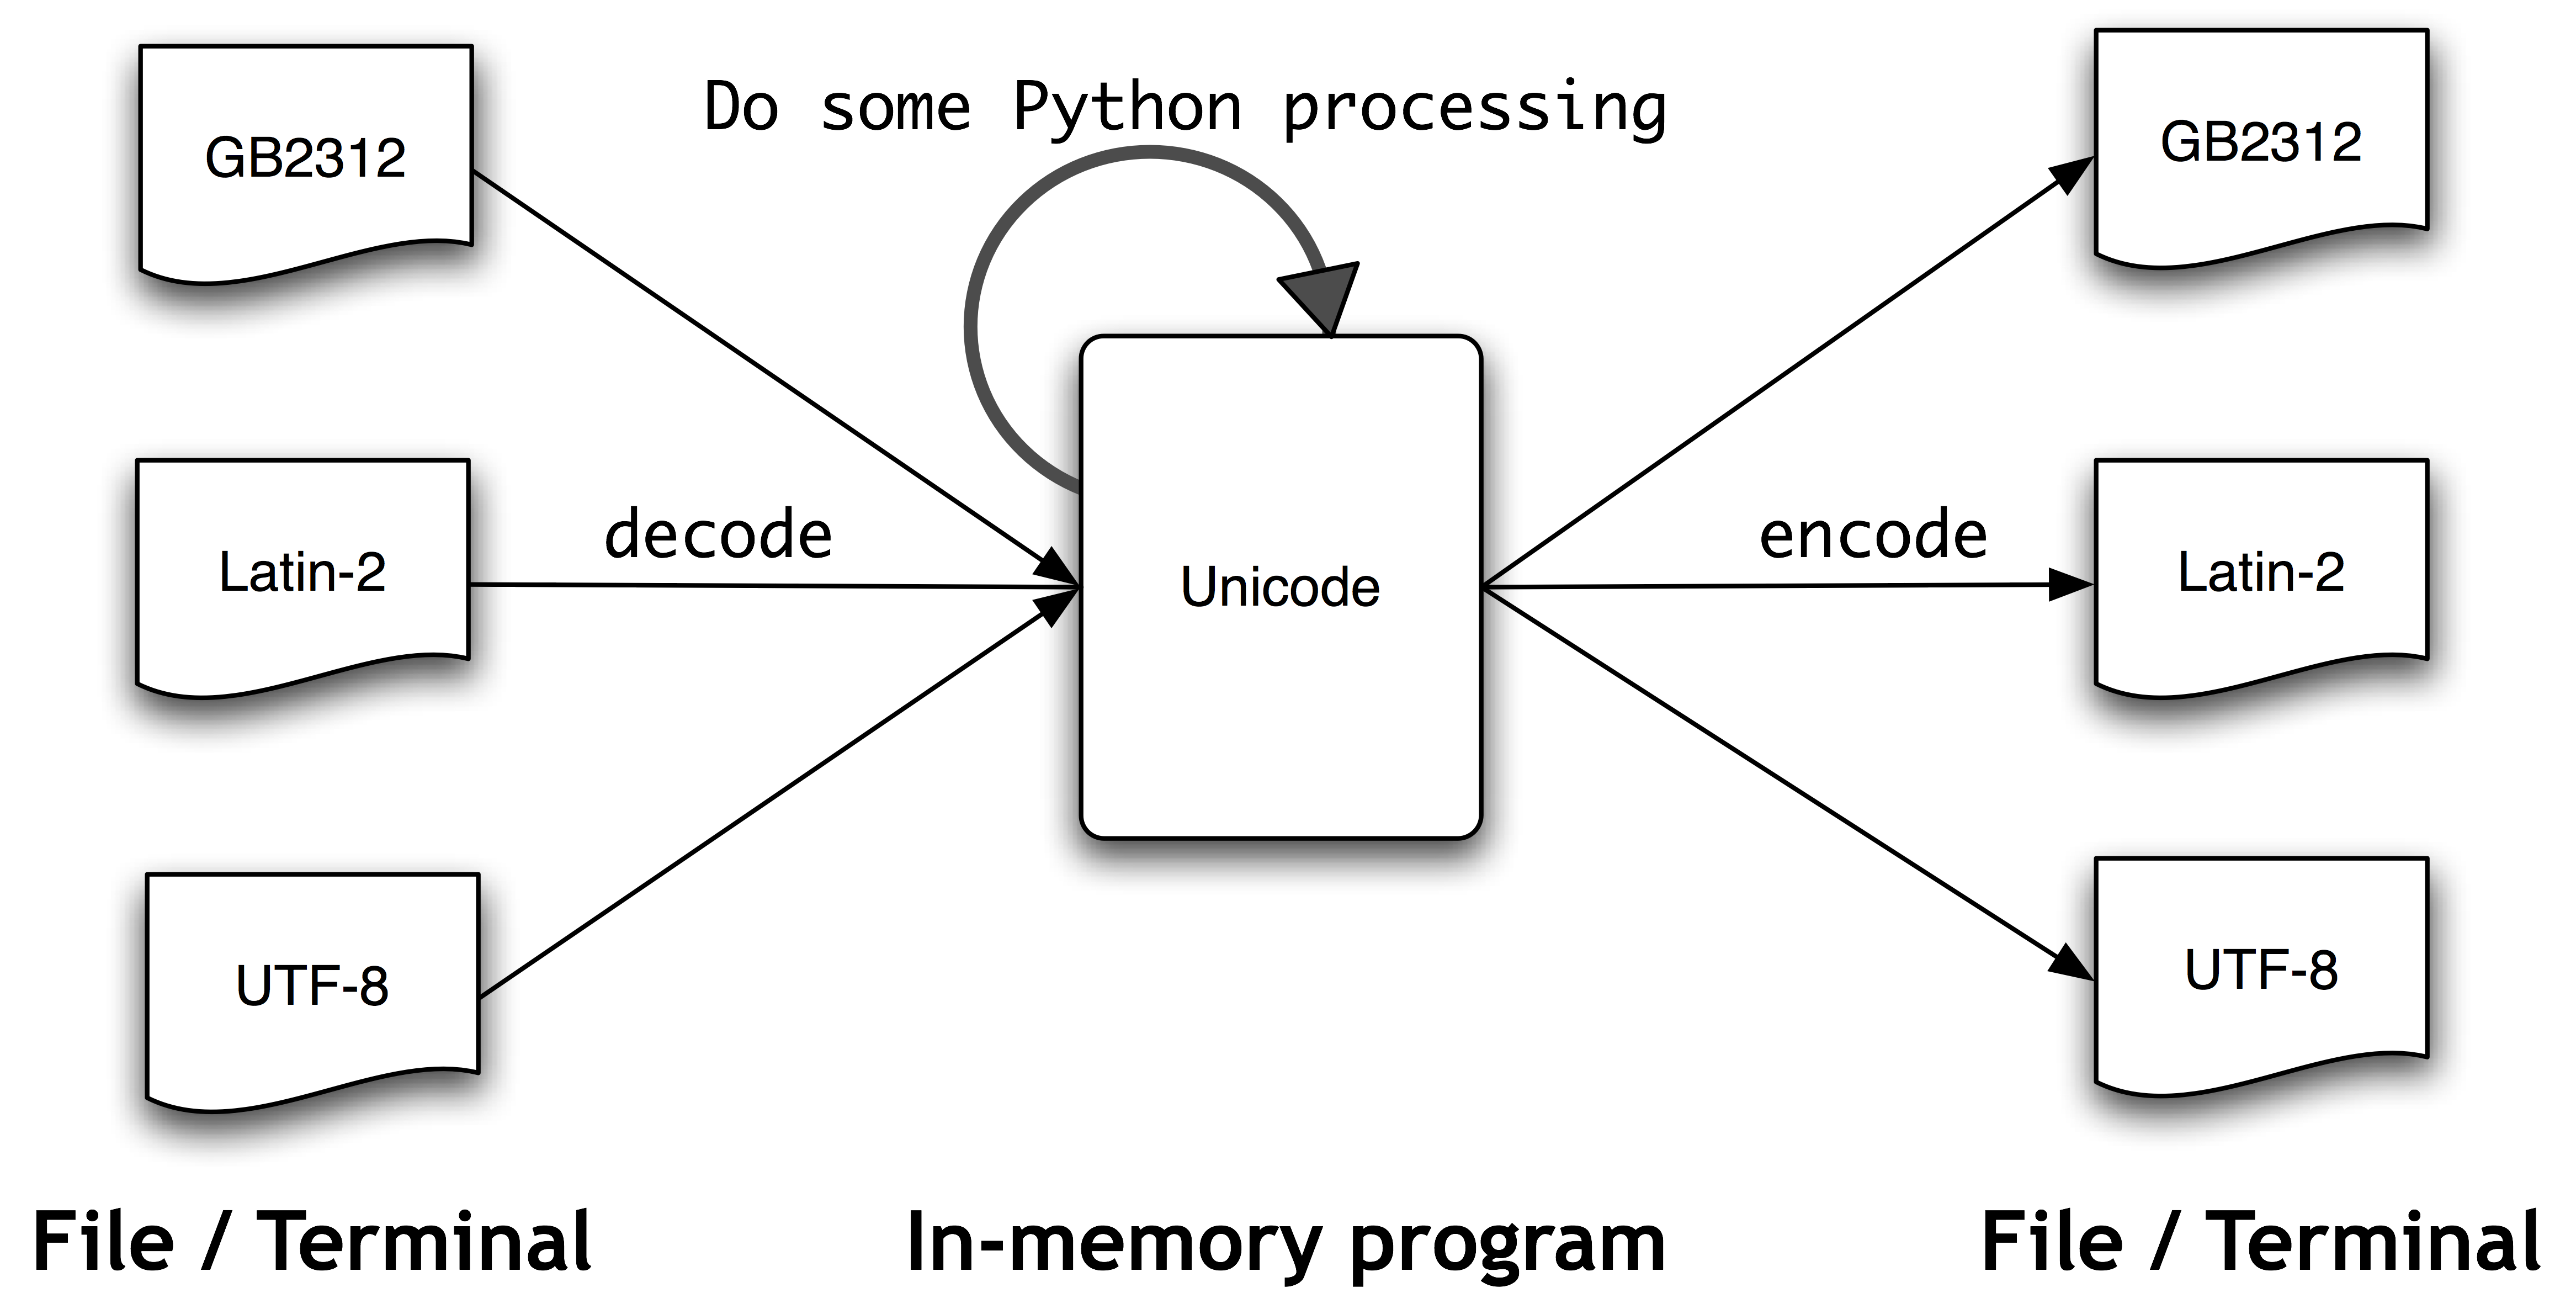 Do some Python processing
GB2312
GB2312
decode
encode
Latin-2
Unicode
Latin-2
UTF-8
UTF-8
File / Terminal
In-memory program
File / Terminal